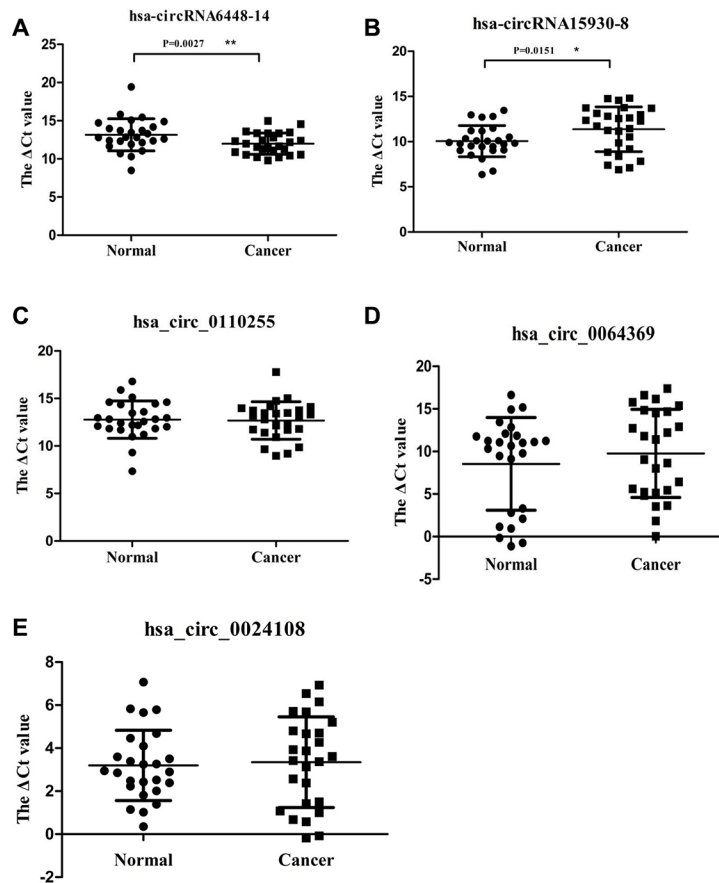 A
hsa-circRNA6448-14
P=0.0027 **
The ΔCt value
25
20
15
10
5
0
Normal
Cancer
B
hsa-circRNA15930-8
P=0.0151 *
The ΔCt value
20
15
10
5
0
Normal
Cancer
C
hsa_circ_0110255
The ΔCt value
20
15
10
5
0
Normal
Cancer
D
hsa_circ_0064369
The ΔCt value
20
15
10
5
0
-5
Normal
Cancer
E
hsa_circ_0024108
The ΔCt value
8
6
4
2
0
-2
Normal
Cancer